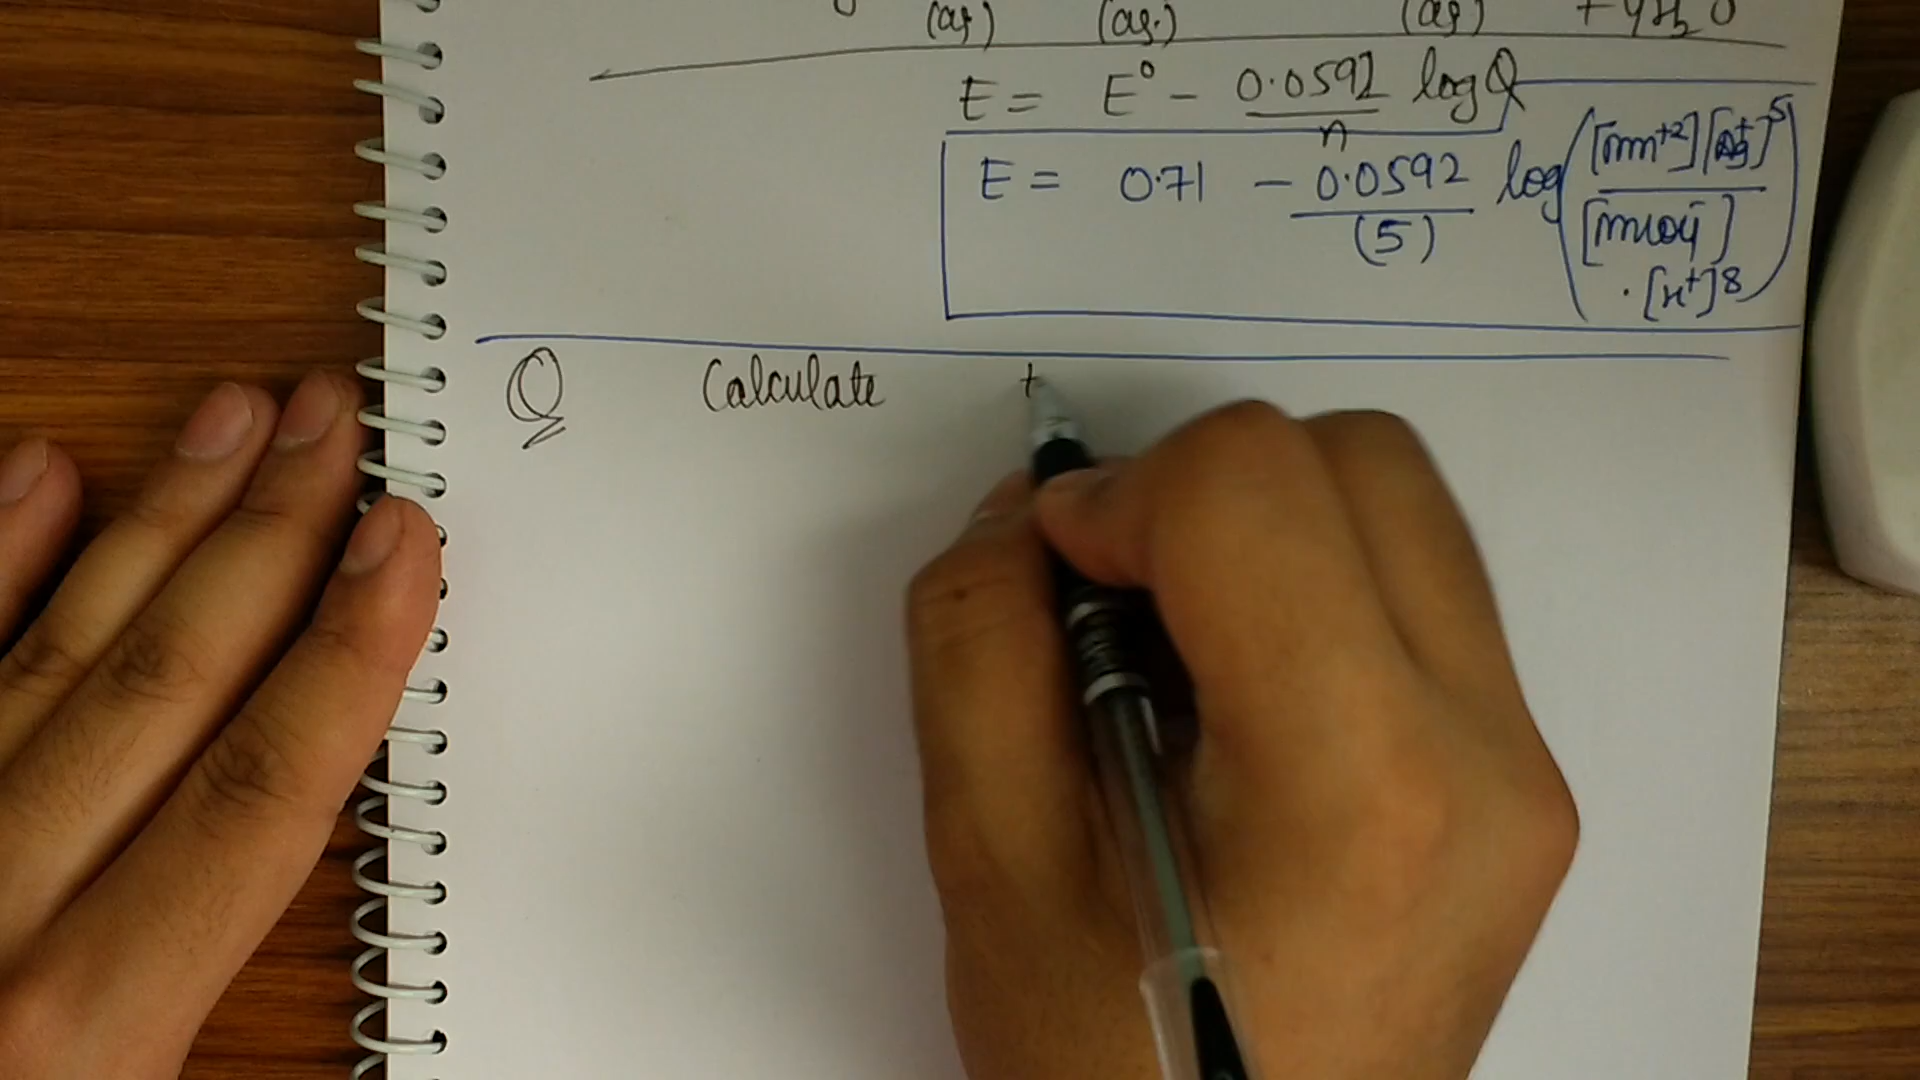 (aq) (aq.) (aq) + 4H₂O
E = E⁰ - 0.0592/n log Q
E = 0.71 - 0.0592/(5) log([Mn⁺²][Ag⁺]⁵/[MnO4⁻]
· [H⁺]⁸)
Q Calculate t